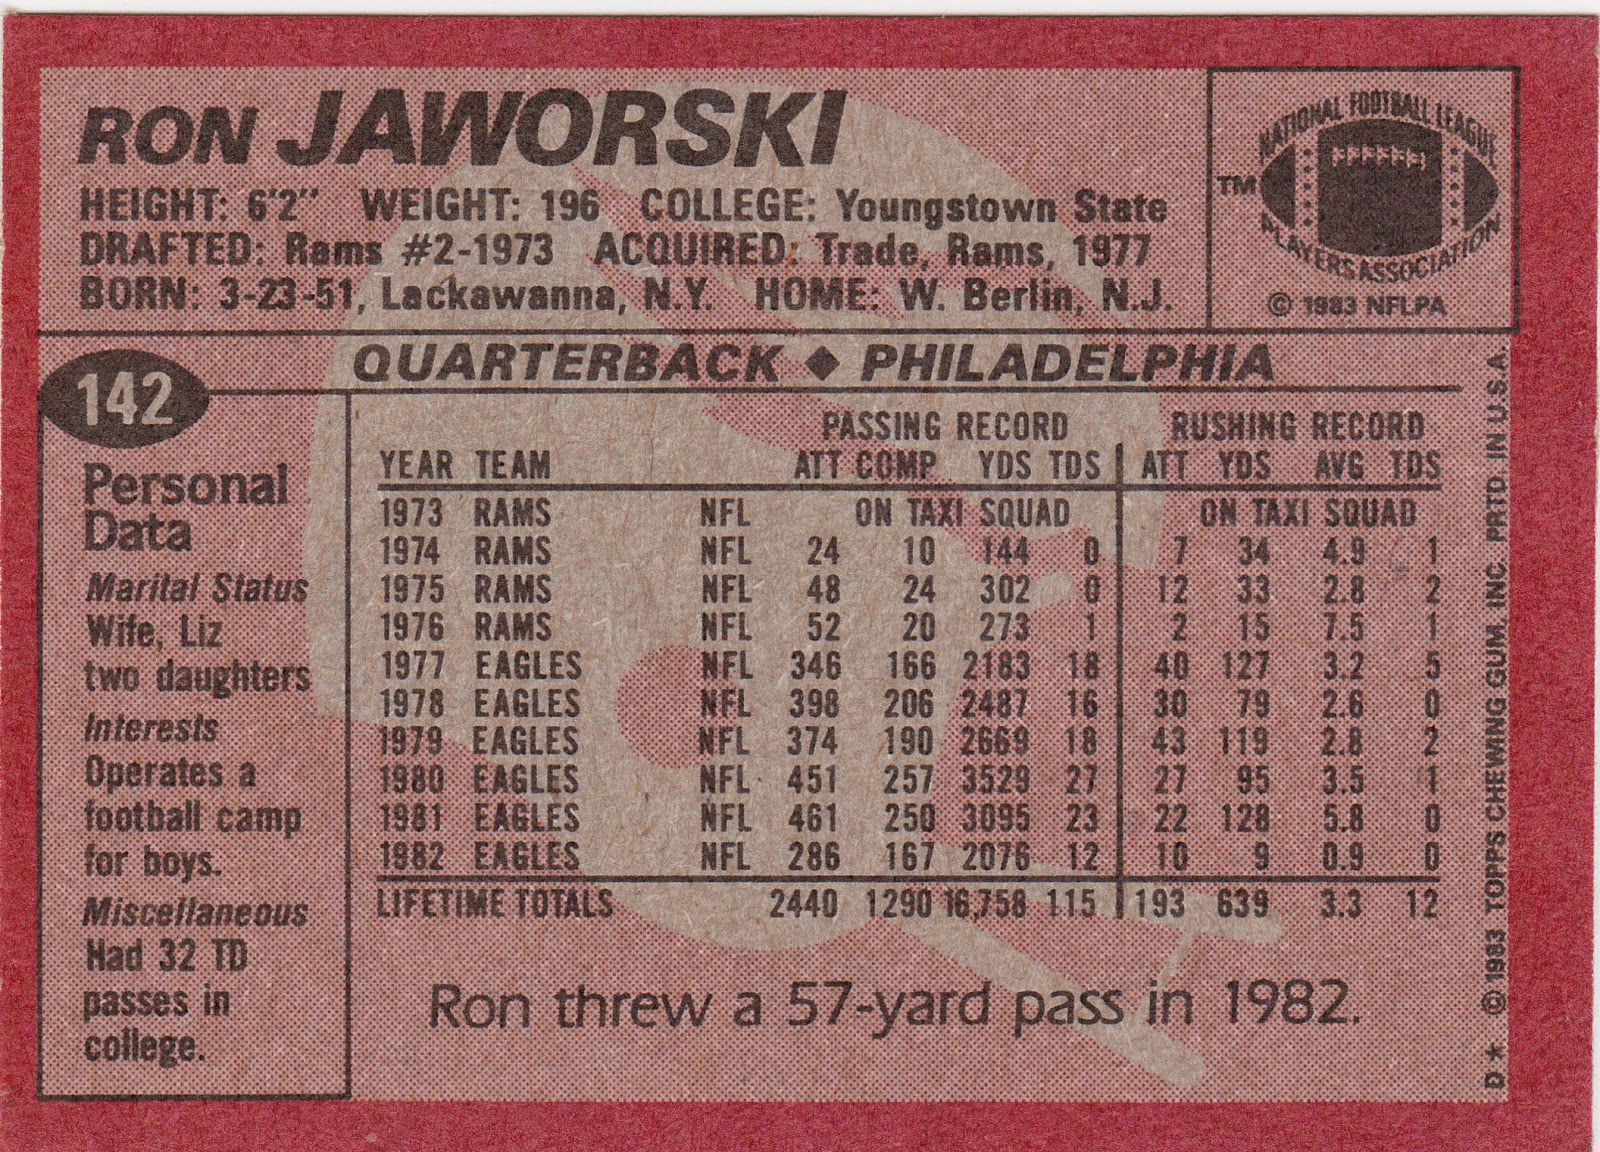 RON JAWORSKI
HEIGHT: 6'2" WEIGHT: 196 COLLEGE: Youngstown State
DRAFTED: Rams #2-1973 ACQUIRED: Trade, Rams, 1977
BORN: 3-23-51, Lackawanna, N.Y. HOME: W. Berlin, N.J.
NATIONAL FOOTBALL LEAGUE
TM
PLAYERS ASSOCIATION
© 1983 NFLPA
QUARTERBACK ◆ PHILADELPHIA
142
Personal
Data
Marital Status
Wife, Liz
two daughters
Interests
Operates a
football camp
for boys.
Miscellaneous
Had 32 TD
passes in
college.
PASSING RECORD RUSHING RECORD
YEAR TEAM ATT COMP YDS TDS ATT YDS AVG TDS
1973 RAMS NFL ON TAXI SQUAD ON TAXI SQUAD
1974 RAMS NFL 24 10 144 0 7 34 4.9 1
1975 RAMS NFL 48 24 302 0 12 33 2.8 2
1976 RAMS NFL 52 20 273 1 2 15 7.5 1
1977 EAGLES NFL 346 166 2183 18 40 127 3.2 5
1978 EAGLES NFL 398 206 2487 16 30 79 2.6 0
1979 EAGLES NFL 374 190 2669 18 43 119 2.8 2
1980 EAGLES NFL 451 257 3529 27 27 95 3.5 1
1981 EAGLES NFL 461 250 3095 23 22 128 5.8 0
1982 EAGLES NFL 286 167 2076 12 10 9 0.9 0
LIFETIME TOTALS 2440 1290 16,758 115 193 639 3.3 12
Ron threw a 57-yard pass in 1982.
D★ © 1983 TOPPS CHEWING GUM, INC. PRTD. IN U.S.A.